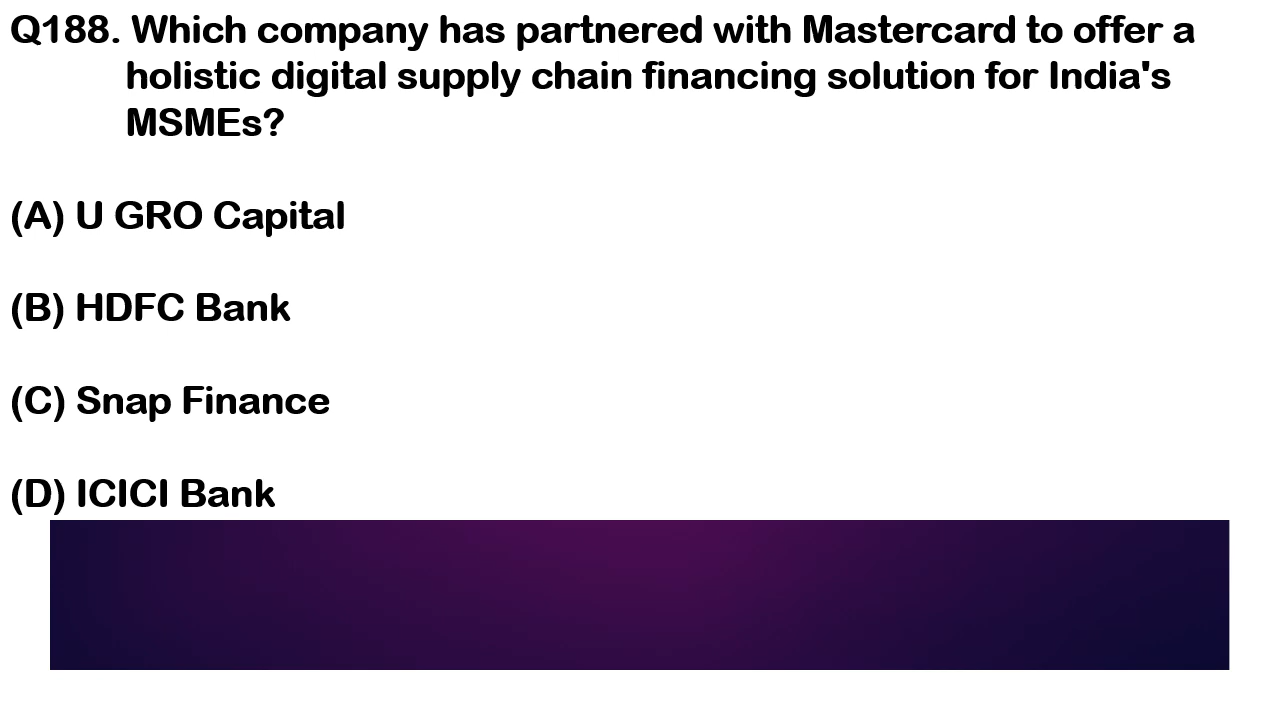 Q188. Which company has partnered with Mastercard to offer a
holistic digital supply chain financing solution for India's
MSMEs?
(A) U GRO Capital
(B) HDFC Bank
(C) Snap Finance
(D) ICICI Bank